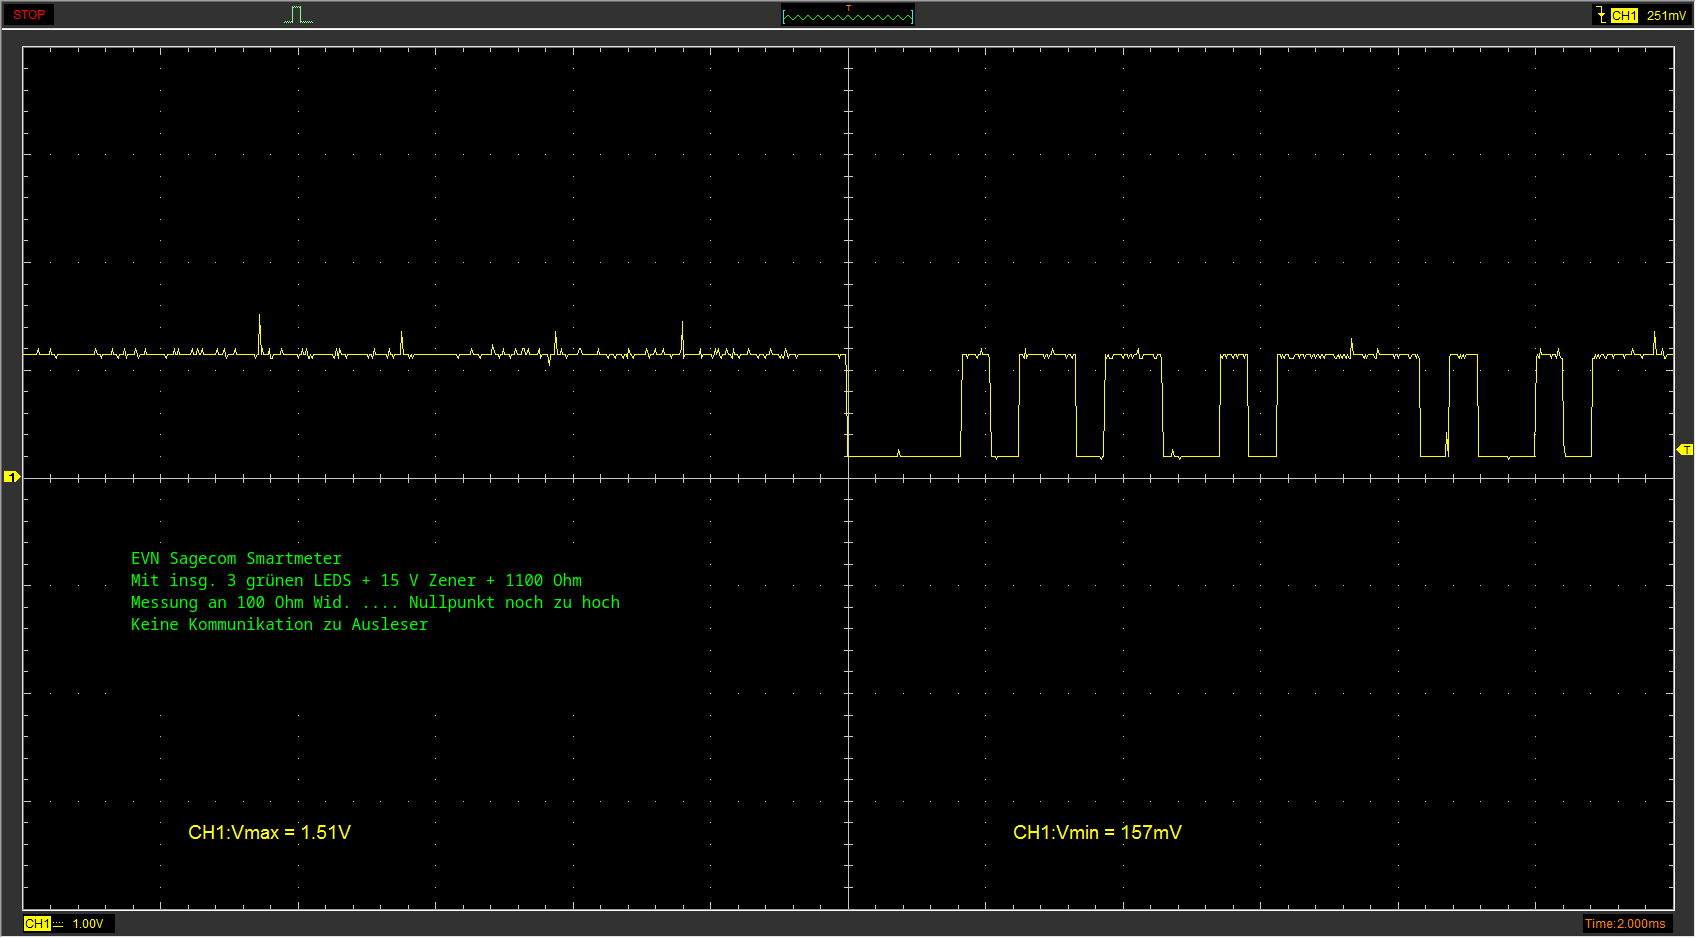 STOP
T
CH1 251mV
1
T
EVN Sagecom Smartmeter
Mit insg. 3 grünen LEDS + 15 V Zener + 1100 Ohm
Messung an 100 Ohm Wid. .... Nullpunkt noch zu hoch
Keine Kommunikation zu Ausleser
CH1:Vmax = 1.51V
CH1:Vmin = 157mV
CH1 1.00V
Time:2.000ms